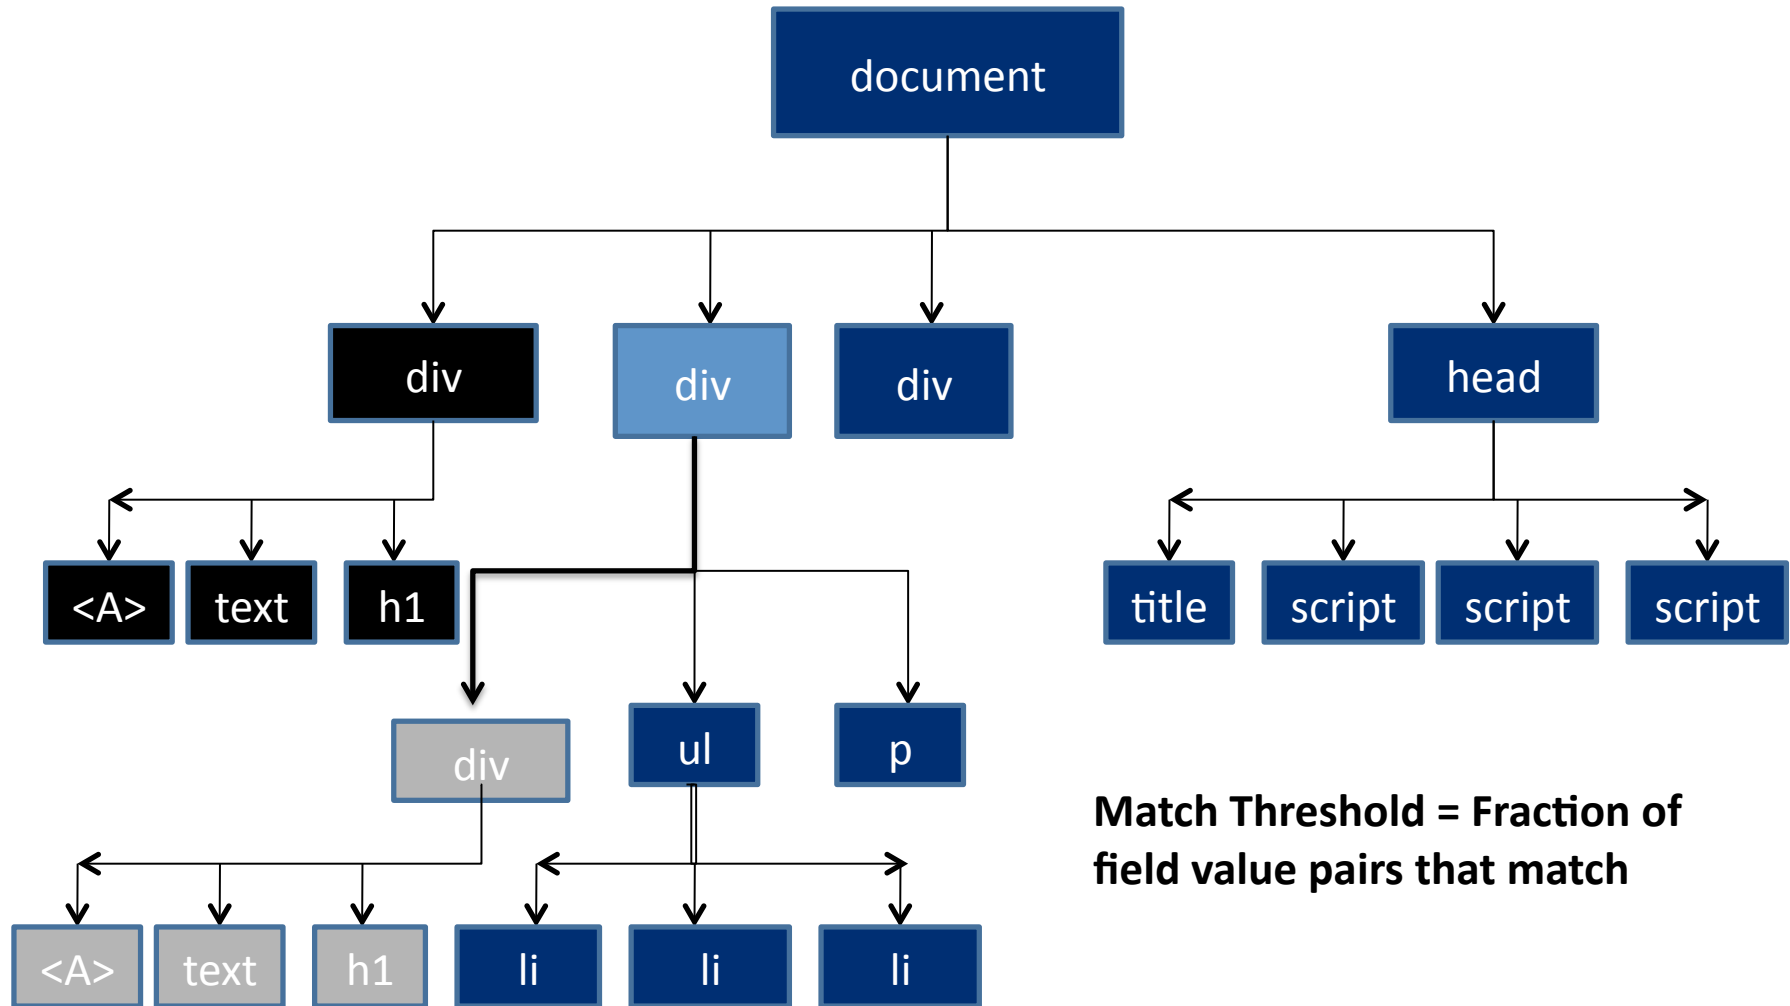 document
div
div
div
head
<A>
text
h1
title
script
script
script
div
ul
p
Match Threshold = Fraction of
field value pairs that match
<A>
text
h1
li
li
li